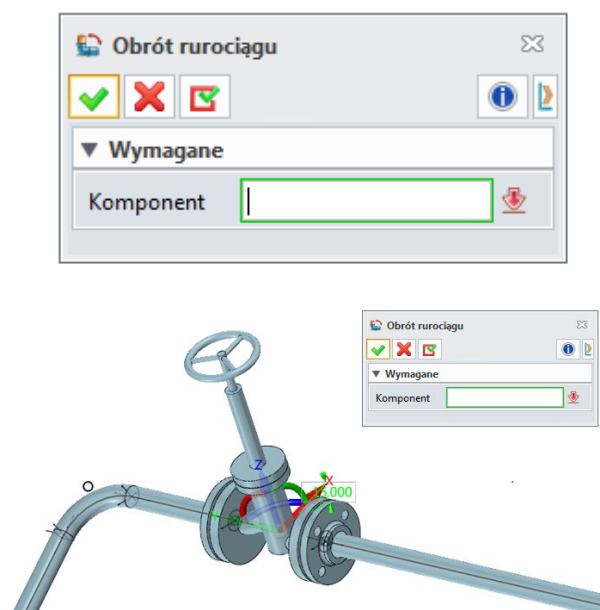 Obrót rurociągu
▼ Wymagane
Komponent
Obrót rurociągu
▼ Wymagane
Komponent
Z
X